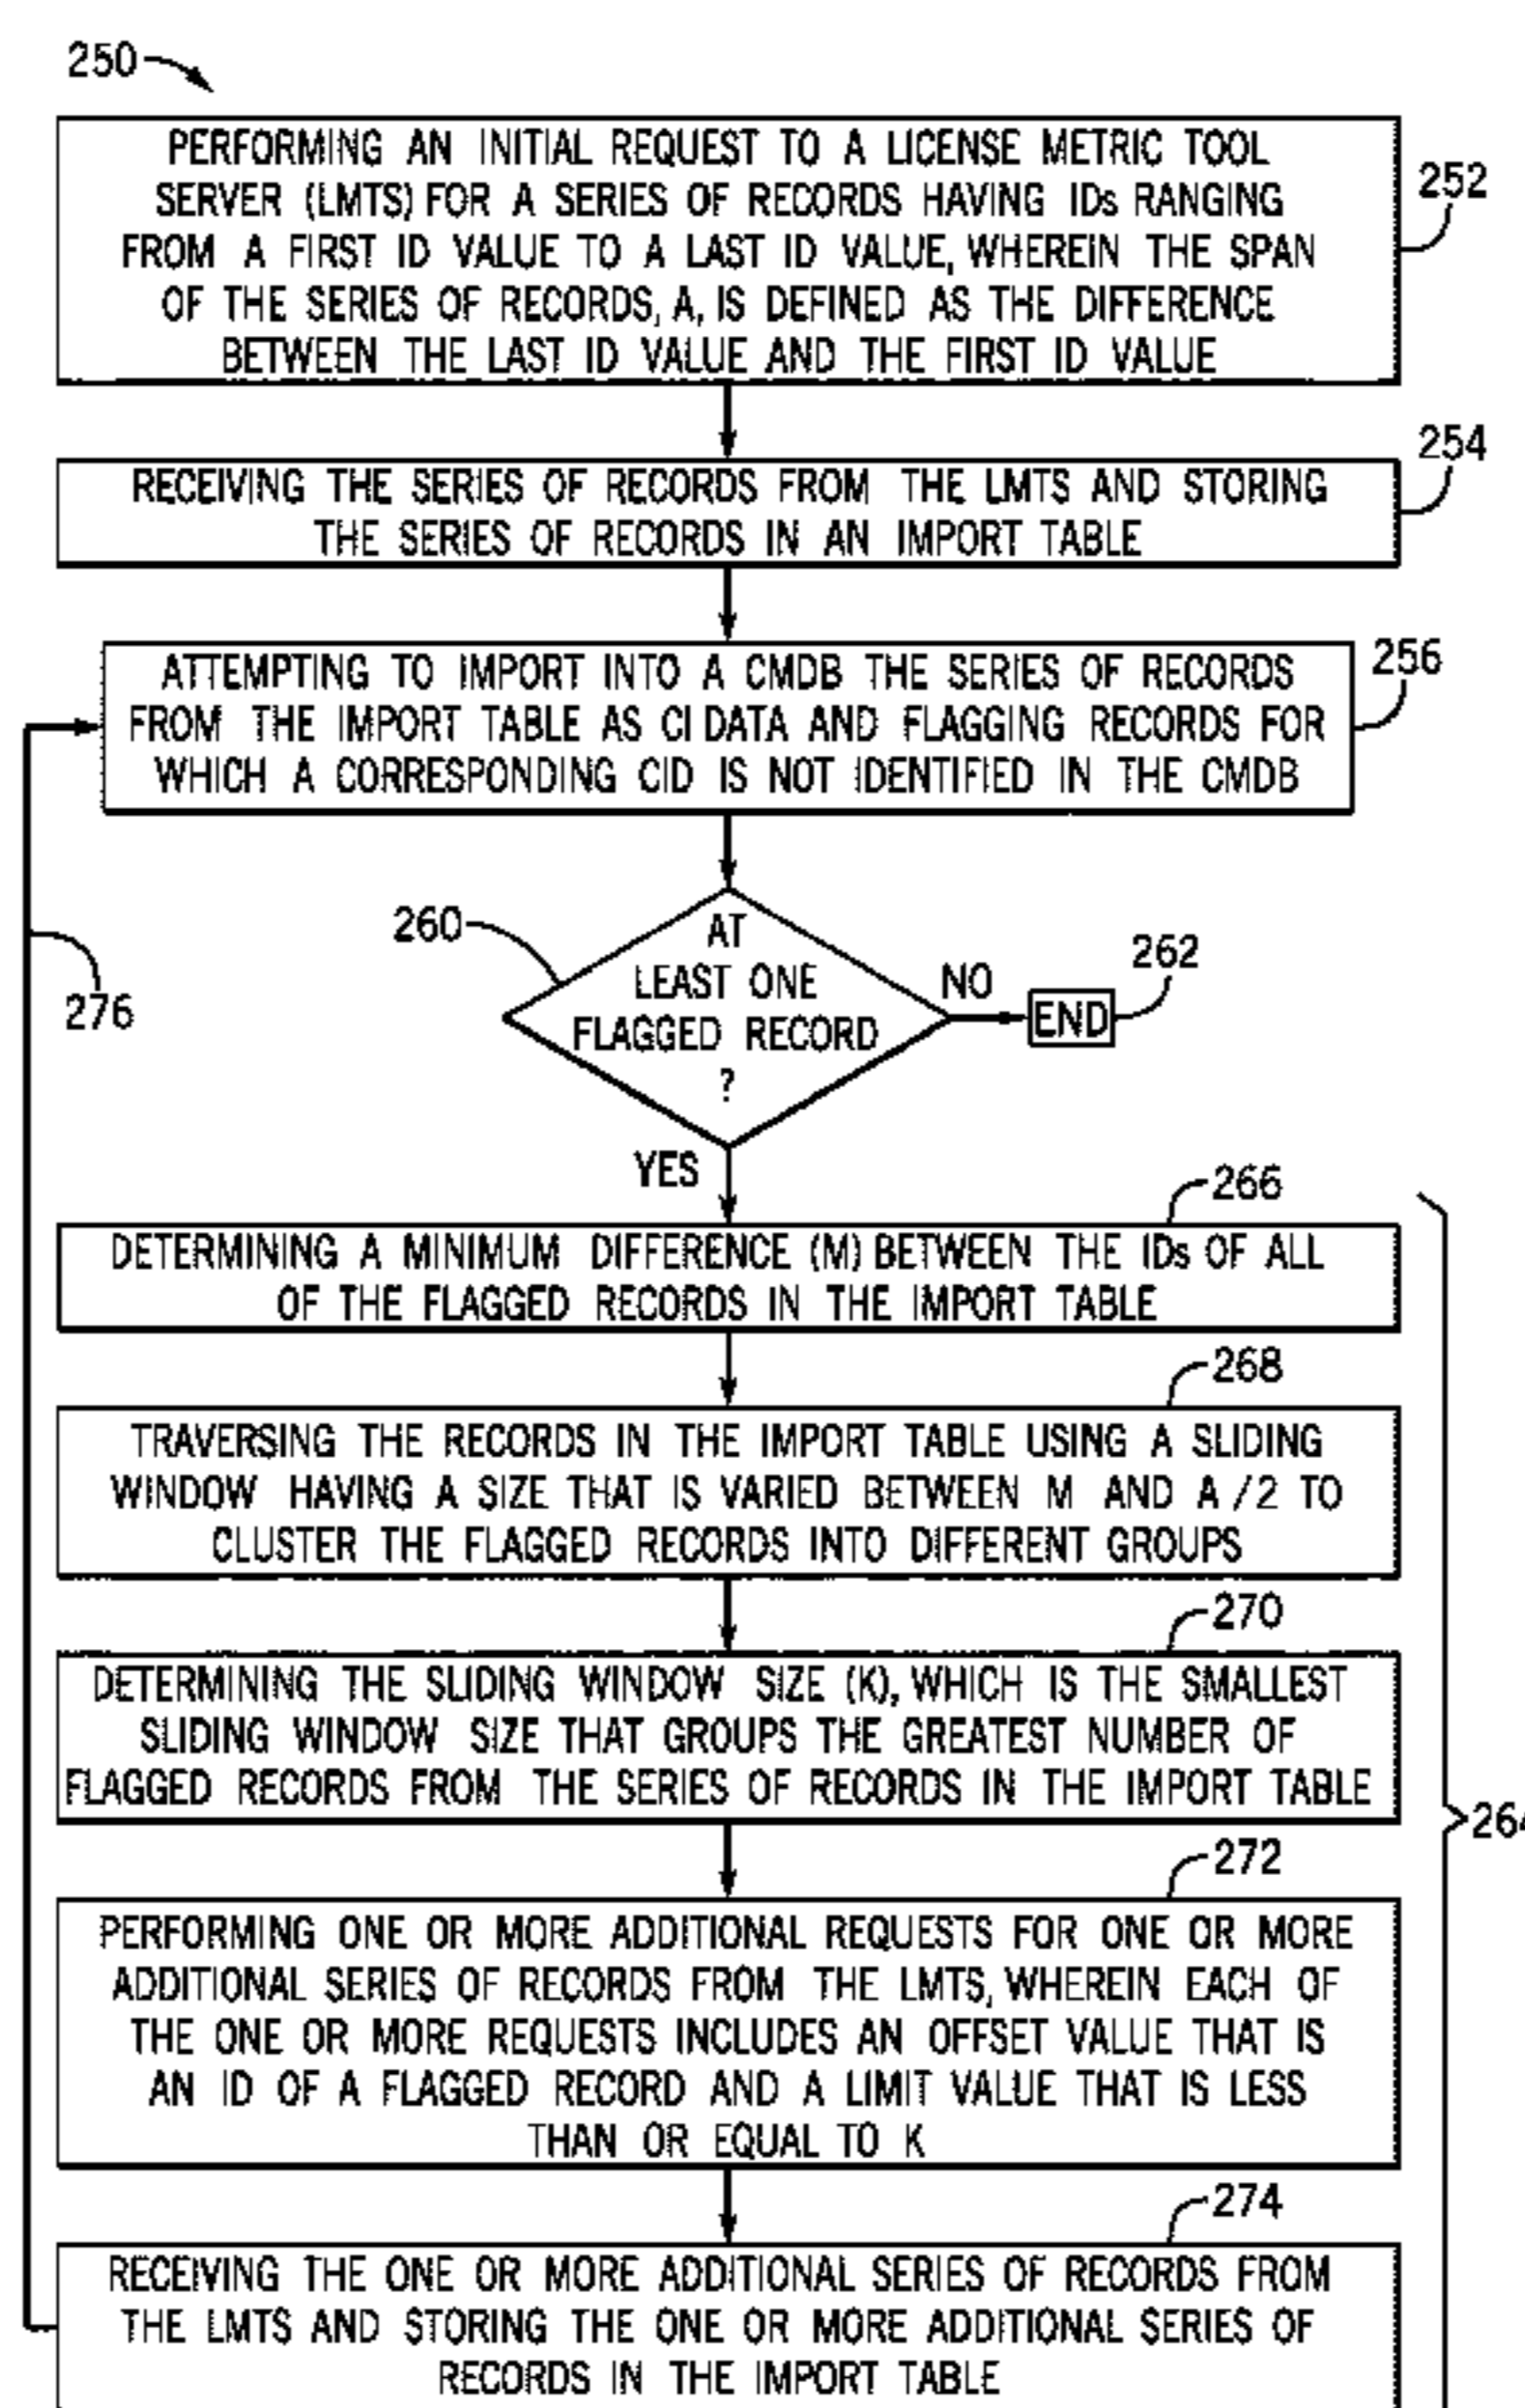 250
PERFORMING AN INITIAL REQUEST TO A LICENSE METRIC TOOL
SERVER (LMTS) FOR A SERIES OF RECORDS HAVING IDs RANGING
FROM A FIRST ID VALUE TO A LAST ID VALUE, WHEREIN THE SPAN
OF THE SERIES OF RECORDS, A, IS DEFINED AS THE DIFFERENCE
BETWEEN THE LAST ID VALUE AND THE FIRST ID VALUE
252
RECEIVING THE SERIES OF RECORDS FROM THE LMTS AND STORING
THE SERIES OF RECORDS IN AN IMPORT TABLE
254
ATTEMPTING TO IMPORT INTO A CMDB THE SERIES OF RECORDS
FROM THE IMPORT TABLE AS CI DATA AND FLAGGING RECORDS FOR
WHICH A CORRESPONDING CID IS NOT IDENTIFIED IN THE CMDB
256
260
AT
LEAST ONE
FLAGGED RECORD
?
NO
END
262
276
YES
266
DETERMINING A MINIMUM DIFFERENCE (M) BETWEEN THE IDs OF ALL
OF THE FLAGGED RECORDS IN THE IMPORT TABLE
268
TRAVERSING THE RECORDS IN THE IMPORT TABLE USING A SLIDING
WINDOW HAVING A SIZE THAT IS VARIED BETWEEN M AND A/2 TO
CLUSTER THE FLAGGED RECORDS INTO DIFFERENT GROUPS
270
DETERMINING THE SLIDING WINDOW SIZE (K), WHICH IS THE SMALLEST
SLIDING WINDOW SIZE THAT GROUPS THE GREATEST NUMBER OF
FLAGGED RECORDS FROM THE SERIES OF RECORDS IN THE IMPORT TABLE
264
272
PERFORMING ONE OR MORE ADDITIONAL REQUESTS FOR ONE OR MORE
ADDITIONAL SERIES OF RECORDS FROM THE LMTS, WHEREIN EACH OF
THE ONE OR MORE REQUESTS INCLUDES AN OFFSET VALUE THAT IS
AN ID OF A FLAGGED RECORD AND A LIMIT VALUE THAT IS LESS
THAN OR EQUAL TO K
274
RECEIVING THE ONE OR MORE ADDITIONAL SERIES OF RECORDS FROM
THE LMTS AND STORING THE ONE OR MORE ADDITIONAL SERIES OF
RECORDS IN THE IMPORT TABLE